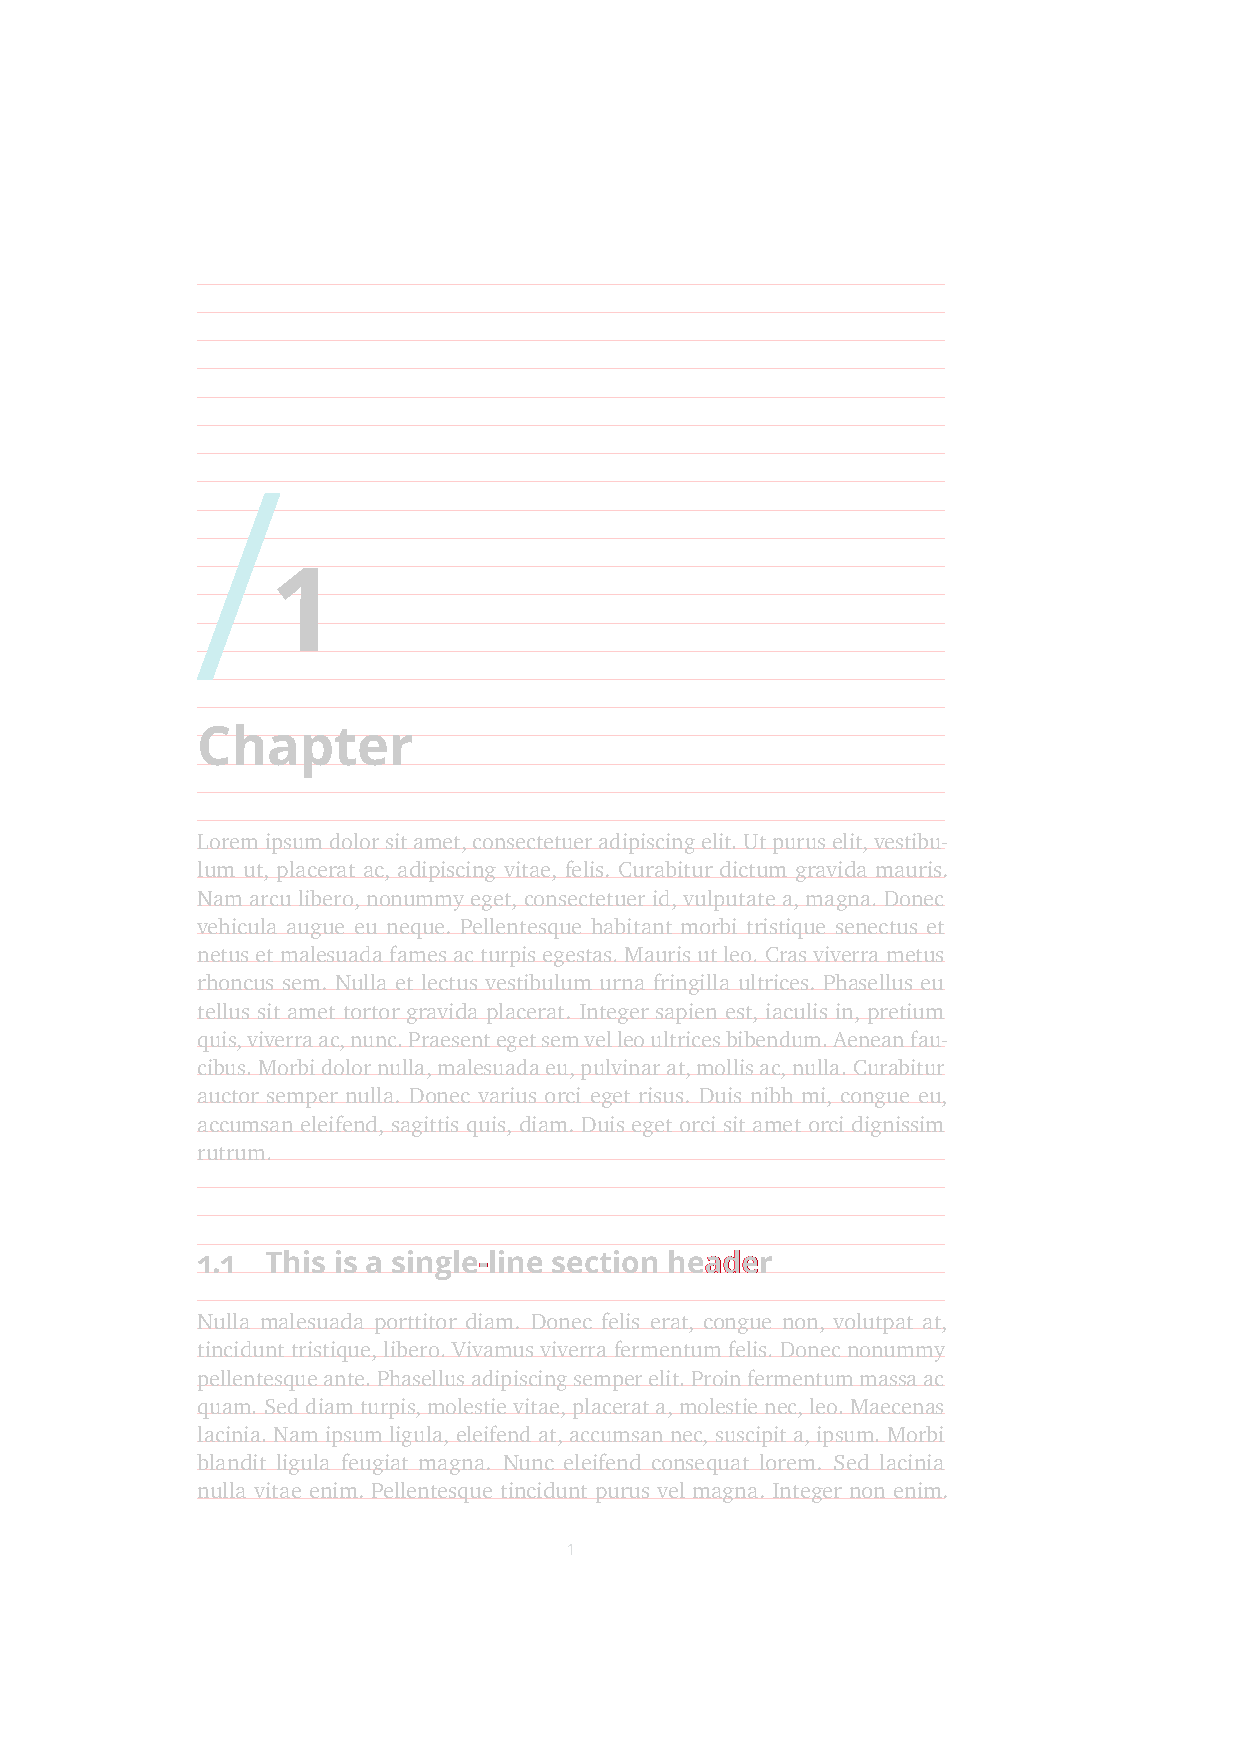 /1
Chapter
Lorem ipsum dolor sit amet, consectetuer adipiscing elit. Ut purus elit, vestibu-
lum ut, placerat ac, adipiscing vitae, felis. Curabitur dictum gravida mauris.
Nam arcu libero, nonummy eget, consectetuer id, vulputate a, magna. Donec
vehicula augue eu neque. Pellentesque habitant morbi tristique senectus et
netus et malesuada fames ac turpis egestas. Mauris ut leo. Cras viverra metus
rhoncus sem. Nulla et lectus vestibulum urna fringilla ultrices. Phasellus eu
tellus sit amet tortor gravida placerat. Integer sapien est, iaculis in, pretium
quis, viverra ac, nunc. Praesent eget sem vel leo ultrices bibendum. Aenean fau-
cibus. Morbi dolor nulla, malesuada eu, pulvinar at, mollis ac, nulla. Curabitur
auctor semper nulla. Donec varius orci eget risus. Duis nibh mi, congue eu,
accumsan eleifend, sagittis quis, diam. Duis eget orci sit amet orci dignissim
rutrum.
1.1 This is a single-line section header
Nulla malesuada porttitor diam. Donec felis erat, congue non, volutpat at,
tincidunt tristique, libero. Vivamus viverra fermentum felis. Donec nonummy
pellentesque ante. Phasellus adipiscing semper elit. Proin fermentum massa ac
quam. Sed diam turpis, molestie vitae, placerat a, molestie nec, leo. Maecenas
lacinia. Nam ipsum ligula, eleifend at, accumsan nec, suscipit a, ipsum. Morbi
blandit ligula feugiat magna. Nunc eleifend consequat lorem. Sed lacinia
nulla vitae enim. Pellentesque tincidunt purus vel magna. Integer non enim.
1